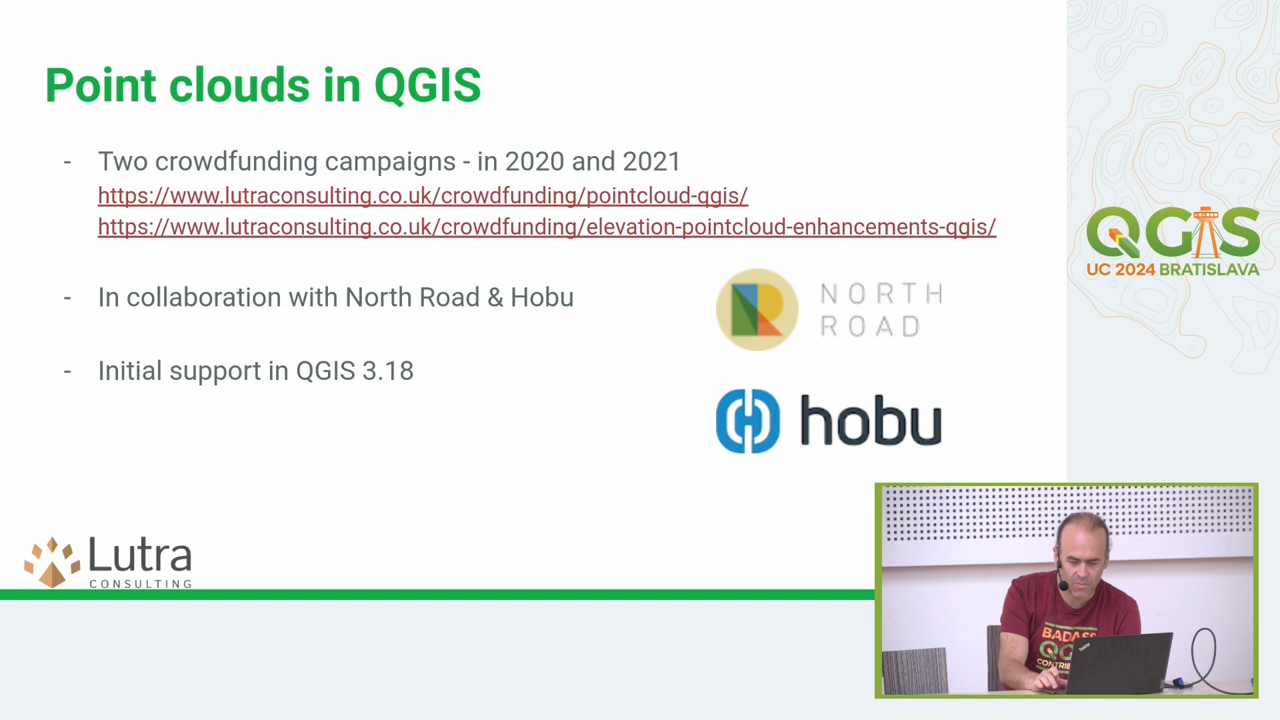 Point clouds in QGIS
- Two crowdfunding campaigns - in 2020 and 2021
https://www.lutraconsulting.co.uk/crowdfunding/pointcloud-qgis/
https://www.lutraconsulting.co.uk/crowdfunding/elevation-pointcloud-enhancements-qgis/
- In collaboration with North Road & Hobu
- Initial support in QGIS 3.18
NORTH
ROAD
hobu
Lutra
CONSULTING
QGIS
UC 2024 BRATISLAVA
BADASS